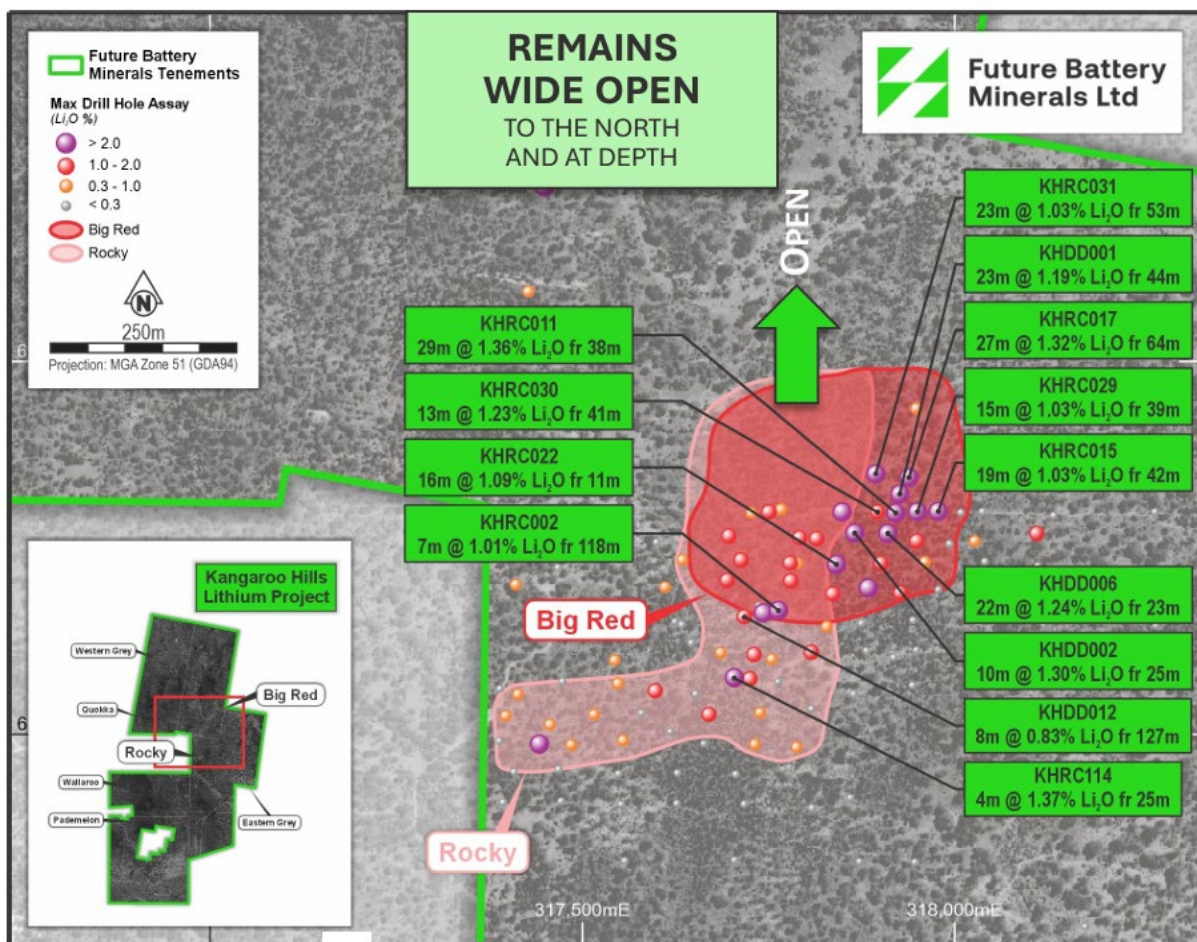 Future Battery
Minerals Tenements
Max Drill Hole Assay
(Li₂O %)
> 2.0
1.0 - 2.0
0.3 - 1.0
< 0.3
Big Red
Rocky
N
250m
Projection: MGA Zone 51 (GDA94)
REMAINS
WIDE OPEN
TO THE NORTH
AND AT DEPTH
Future Battery
Minerals Ltd
OPEN
KHRC011
29m @ 1.36% Li₂O fr 38m
KHRC030
13m @ 1.23% Li₂O fr 41m
KHRC022
16m @ 1.09% Li₂O fr 11m
KHRC002
7m @ 1.01% Li₂O fr 118m
KHRC031
23m @ 1.03% Li₂O fr 53m
KHDD001
23m @ 1.19% Li₂O fr 44m
KHRC017
27m @ 1.32% Li₂O fr 64m
KHRC029
15m @ 1.03% Li₂O fr 39m
KHRC015
19m @ 1.03% Li₂O fr 42m
KHDD006
22m @ 1.24% Li₂O fr 23m
KHDD002
10m @ 1.30% Li₂O fr 25m
KHDD012
8m @ 0.83% Li₂O fr 127m
KHRC114
4m @ 1.37% Li₂O fr 25m
Big Red
Rocky
Kangaroo Hills
Lithium Project
Western Grey
Big Red
Quokka
Rocky
Wallaroo
Pademelon
Eastern Grey
6
6
317,500mE
318,000mE